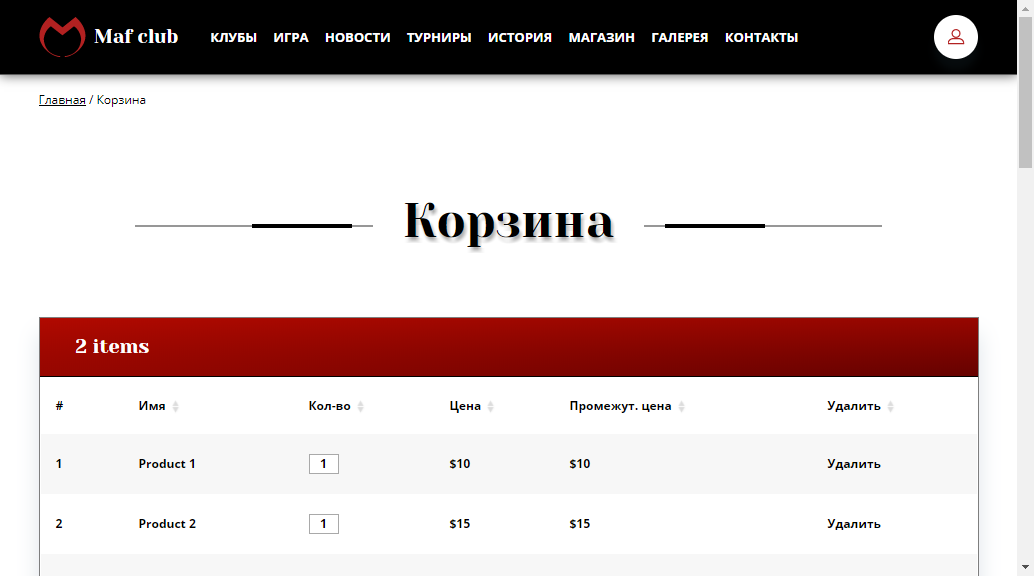 Maf club КЛУБЫ ИГРА НОВОСТИ ТУРНИРЫ ИСТОРИЯ МАГАЗИН ГАЛЕРЕЯ КОНТАКТЫ
Главная / Корзина
Корзина
2 items
# Имя Кол-во Цена Промежут. цена Удалить
1 Product 1 1 $10 $10 Удалить
2 Product 2 1 $15 $15 Удалить